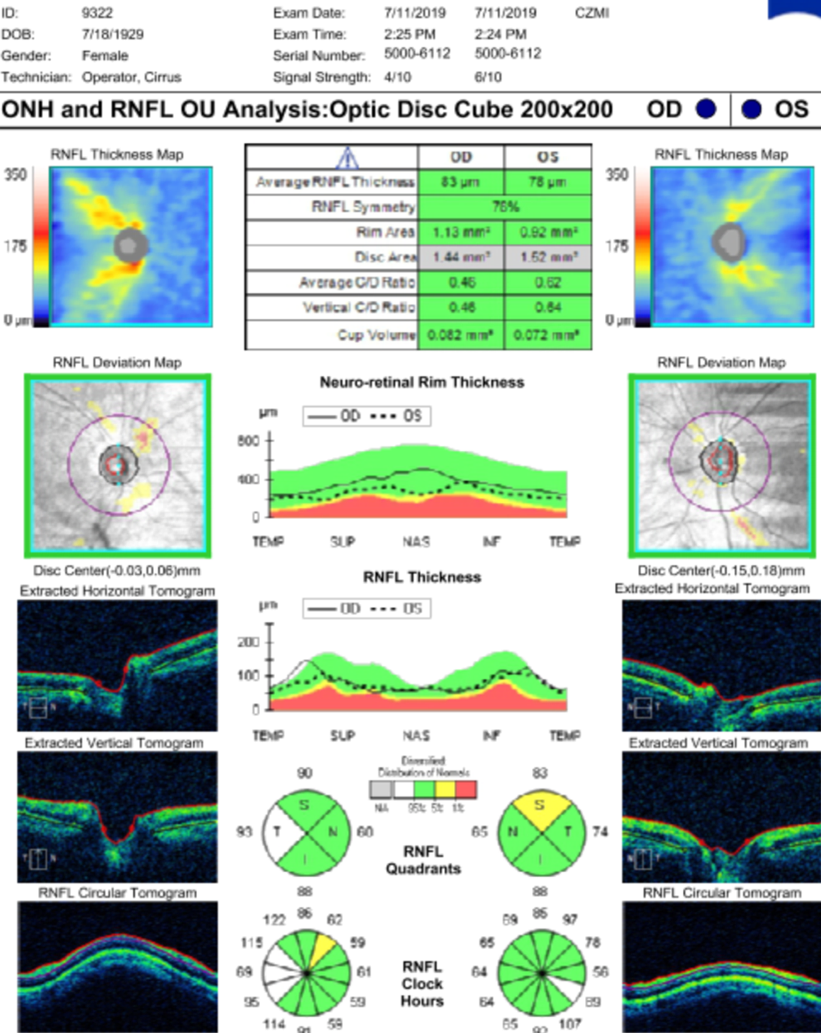 ID: 9322 Exam Date: 7/11/2019 7/11/2019 CZMI
DOB: 7/18/1929 Exam Time: 2:25 PM 2:24 PM
Gender: Female Serial Number: 5000-6112 5000-6112
Technician: Operator, Cirrus Signal Strength: 4/10 6/10
ONH and RNFL OU Analysis:Optic Disc Cube 200x200 OD OS
RNFL Thickness Map
350
175
0 µm
OD OS
Average RNFL Thickness 83 µm 78 µm
RNFL Symmetry 76%
Rim Area 1.13 mm² 0.92 mm²
Disc Area 1.44 mm² 1.52 mm²
Average C/D Ratio 0.46 0.62
Vertical C/D Ratio 0.46 0.64
Cup Volume 0.082 mm³ 0.072 mm³
RNFL Thickness Map
350
175
0 µm
RNFL Deviation Map
Disc Center(-0.03,0.06)mm
Neuro-retinal Rim Thickness
µm OD OS
800
400
0
TEMP SUP NAS INF TEMP
RNFL Deviation Map
Disc Center(-0.15,0.18)mm
Extracted Horizontal Tomogram
T N
RNFL Thickness
µm OD OS
200
100
0
TEMP SUP NAS INF TEMP
Extracted Horizontal Tomogram
N T
Extracted Vertical Tomogram
T N
Diversified
Distribution of Normals
NA 95% 5% 1%
90
S
93 T N 60
I
88
RNFL
Quadrants
83
S
65 N T 74
I
88
Extracted Vertical Tomogram
N T
RNFL Circular Tomogram
122 86 62
115 59
69 61
95 59
114 91 59
RNFL
Clock
Hours
69 85 97
65 78
64 56
64 89
65 92 107
RNFL Circular Tomogram